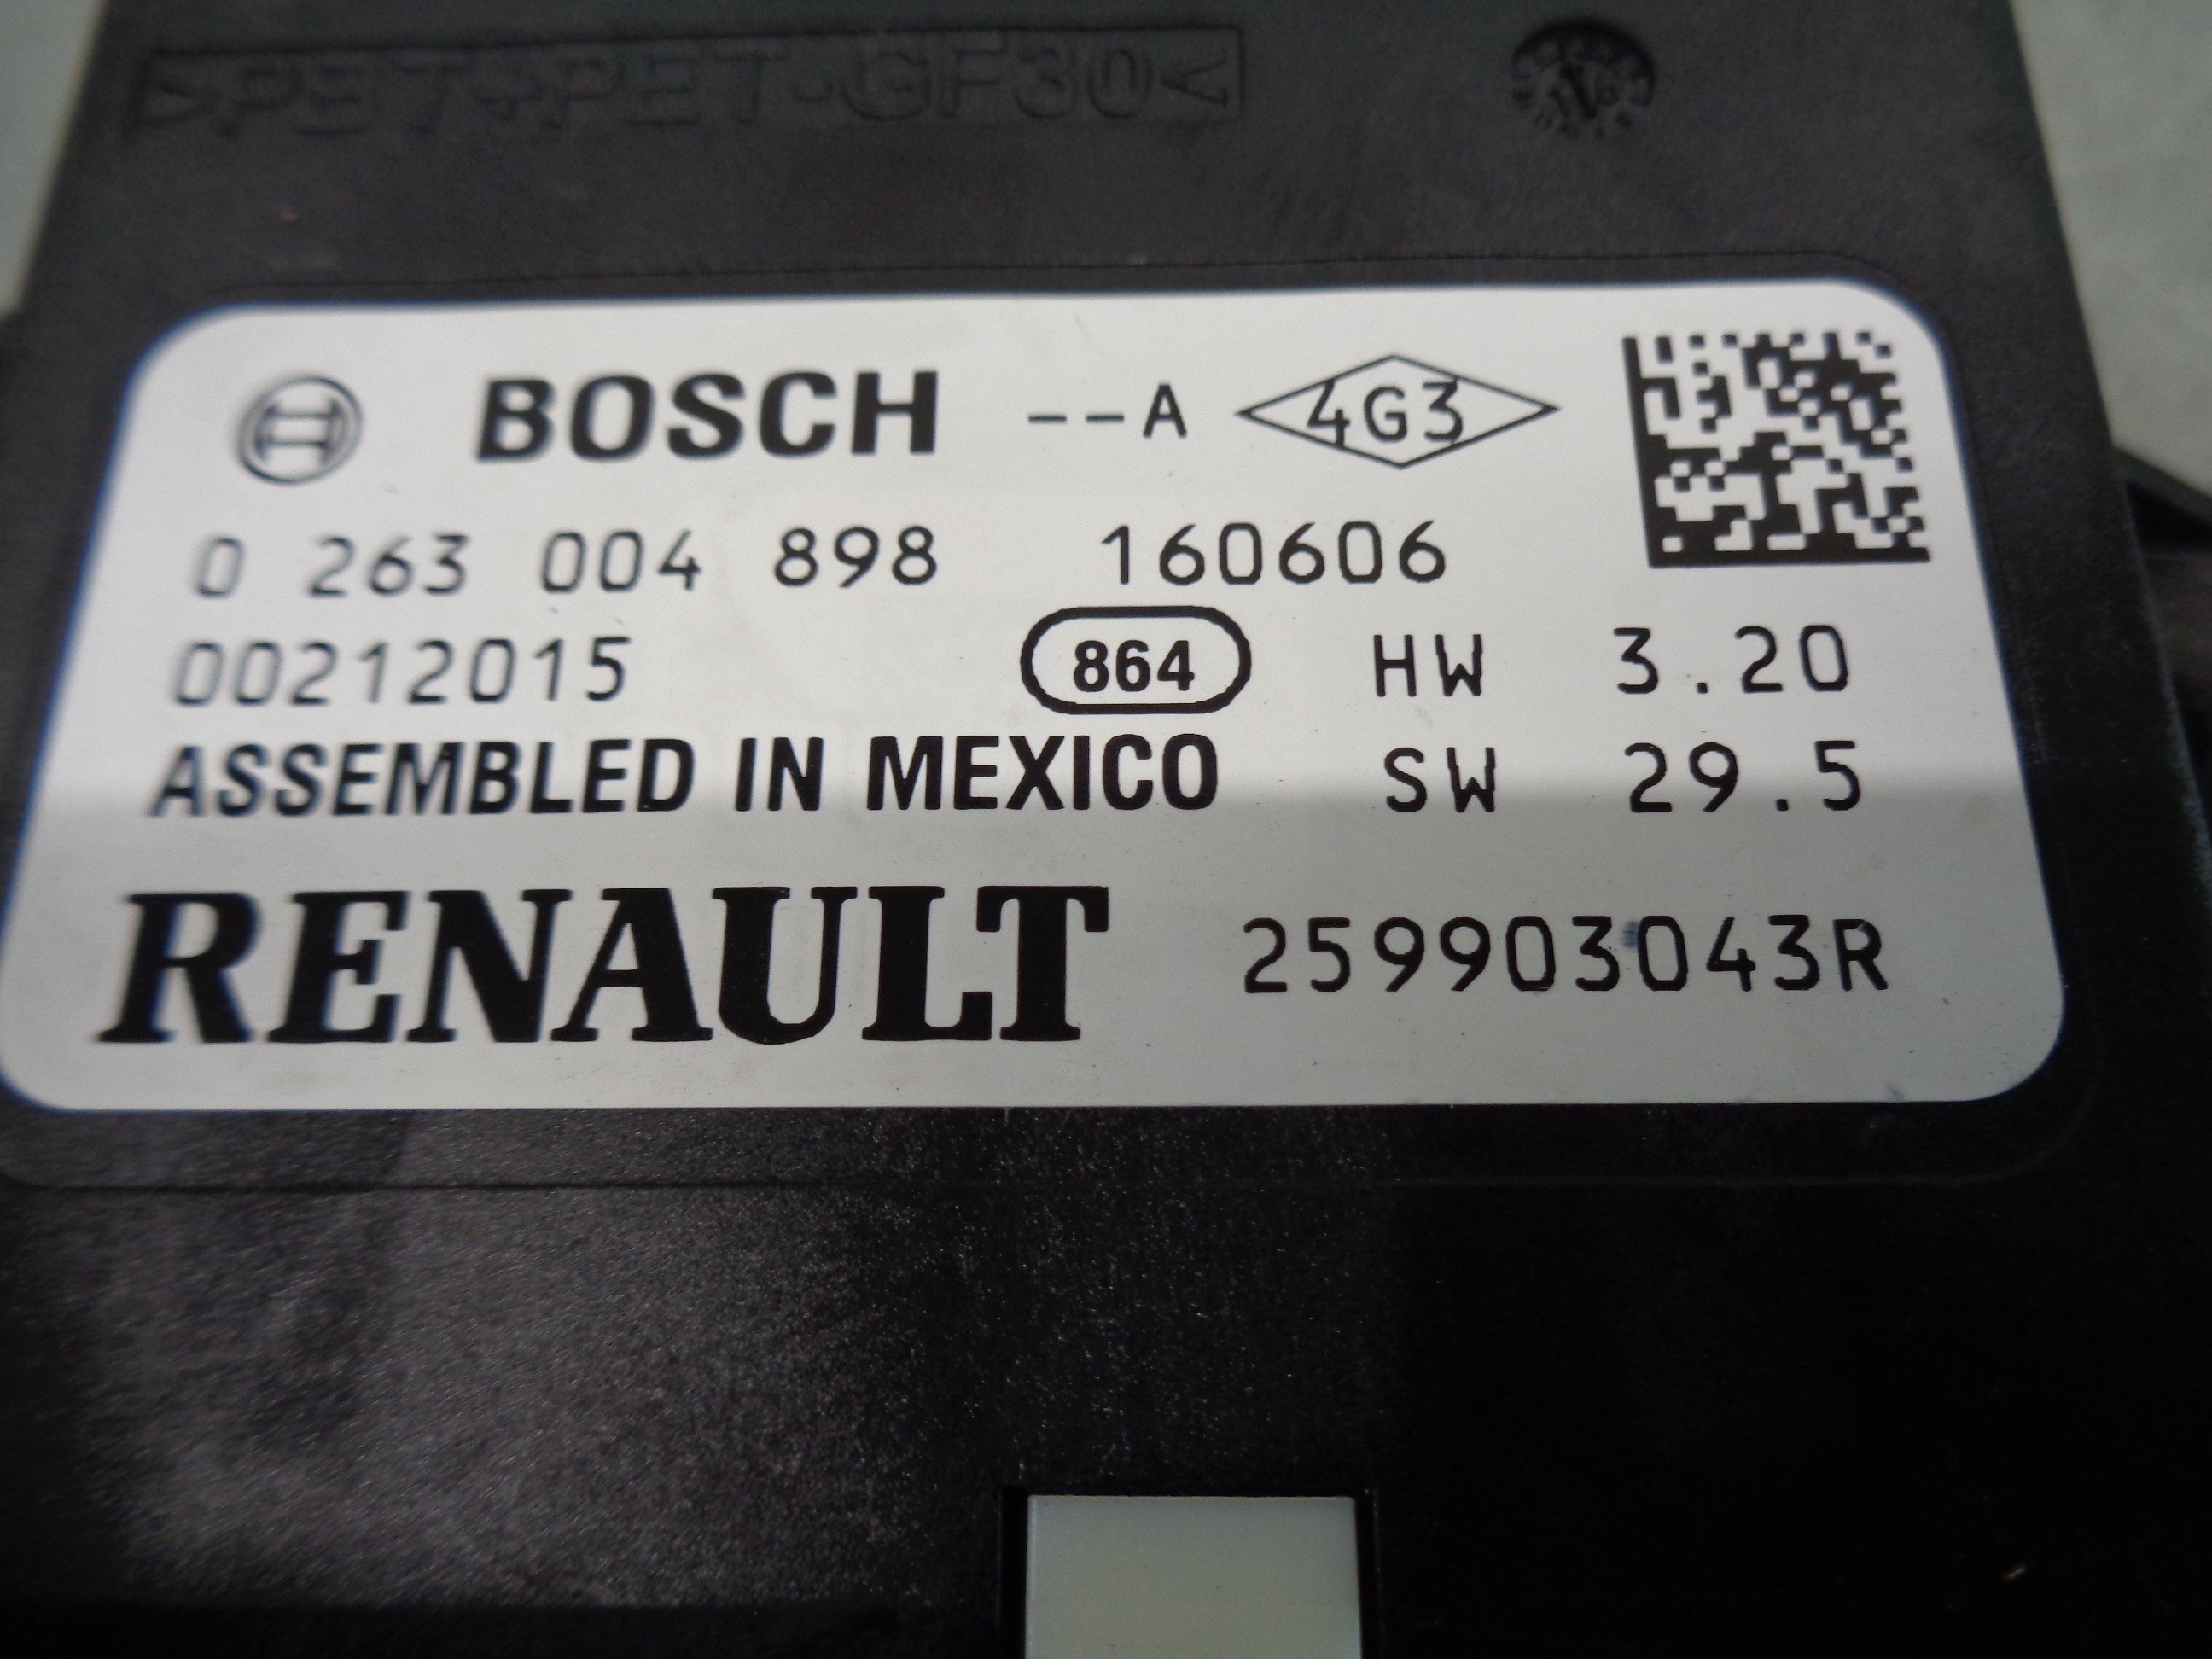 >PET+PET-GF30<
BOSCH --A 4G3
0 263 004 898 160606
00212015 864 HW 3.20
ASSEMBLED IN MEXICO SW 29.5
RENAULT 259903043R